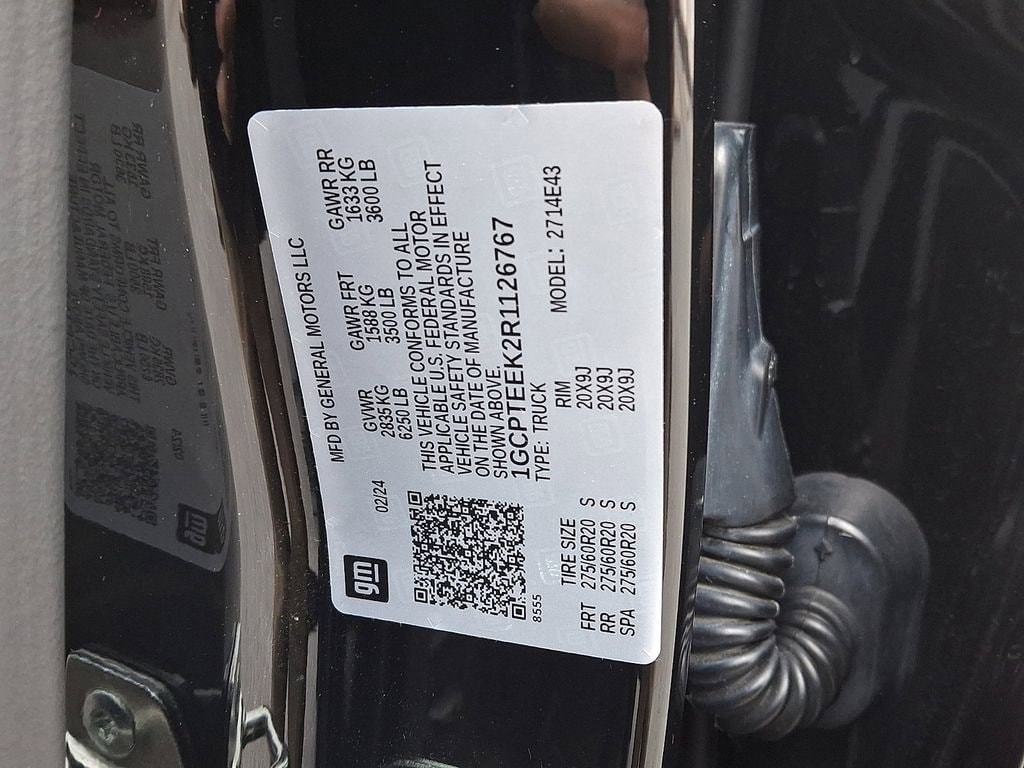 gm
MFD BY GENERAL MOTORS LLC
02/24
GVWR GAWR FRT GAWR RR
2835 KG 1588 KG 1633 KG
6250 LB 3500 LB 3600 LB
THIS VEHICLE CONFORMS TO ALL
APPLICABLE U.S. FEDERAL MOTOR
VEHICLE SAFETY STANDARDS IN EFFECT
ON THE DATE OF MANUFACTURE
SHOWN ABOVE.
1GCPTEEK2R1126767
TYPE: TRUCK MODEL: 2714E43
8555
TIRE SIZE RIM
FRT 275/60R20 S 20X9J
RR 275/60R20 S 20X9J
SPA 275/60R20 S 20X9J